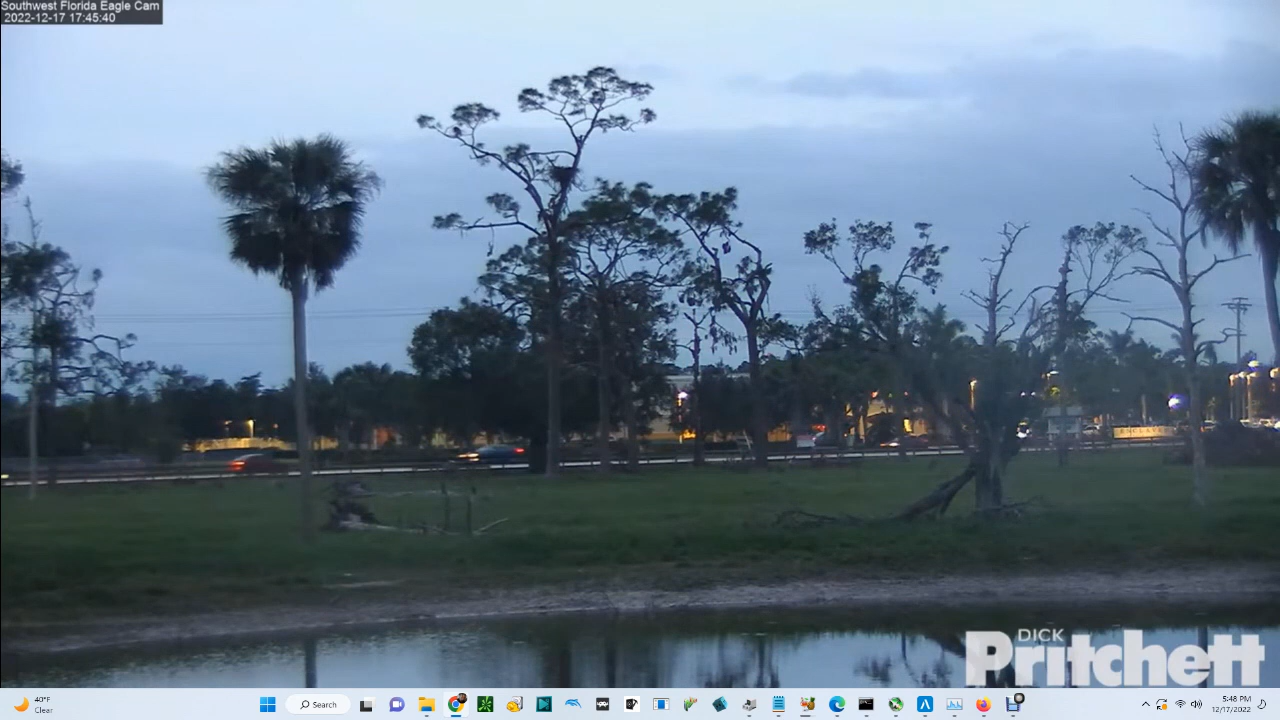 Southwest Florida Eagle Cam
2022-12-17 17:45:40
DICK
Pritchett
40°F
Clear
Search
5:48 PM
12/17/2022